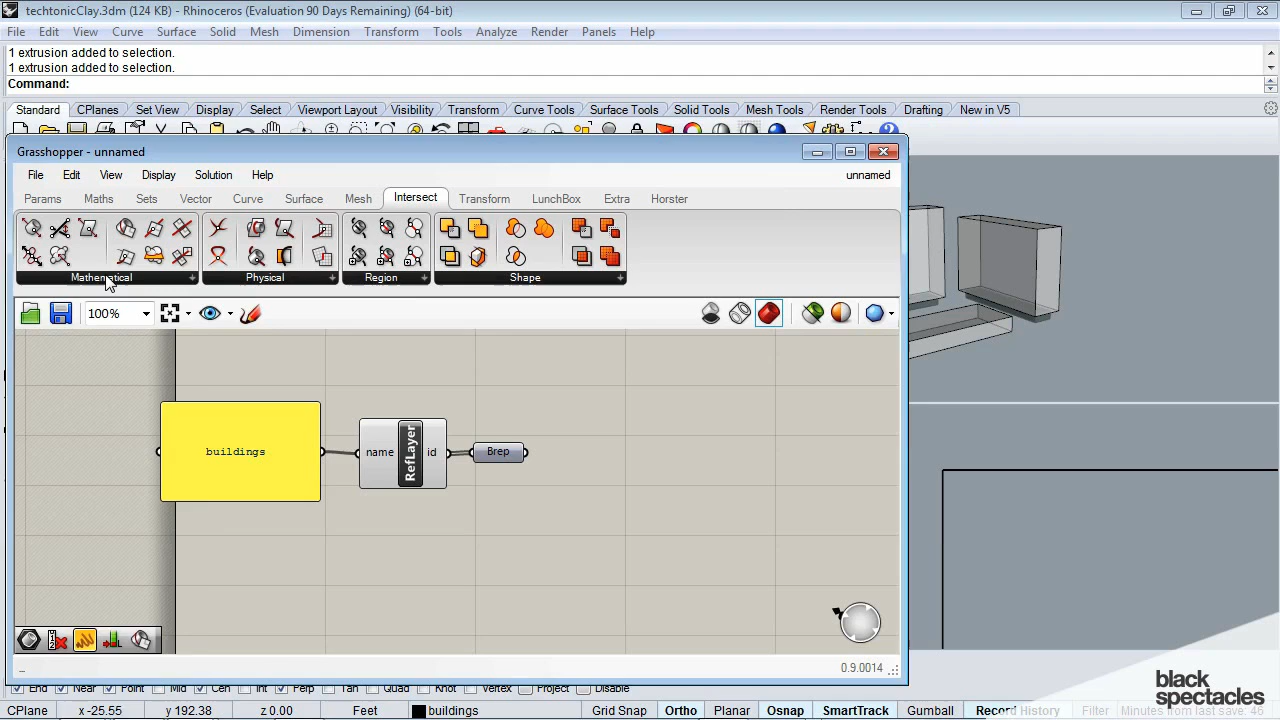 techtonicClay.3dm (124 KB) - Rhinoceros (Evaluation 90 Days Remaining) (64-bit)
File Edit View Curve Surface Solid Mesh Dimension Transform Tools Analyze Render Panels Help
1 extrusion added to selection.
1 extrusion added to selection.
Command:
Standard CPlanes Set View Display Select Viewport Layout Visibility Transform Curve Tools Surface Tools Solid Tools Mesh Tools Render Tools Drafting New in V5
Grasshopper - unnamed
File Edit View Display Solution Help unnamed
Params Maths Sets Vector Curve Surface Mesh Intersect Transform LunchBox Extra Horster
Mathematical Physical Region Shape
100%
buildings
name RefLayer id
Brep
0.9.0014
End Near Point Mid Cen Int Perp Tan Quad Knot Vertex Project Disable
CPlane x -25.55 y 192.38 z 0.00 Feet buildings Grid Snap Ortho Planar Osnap SmartTrack Gumball Record History Filter Minutes from last save: 46
black
spectacles